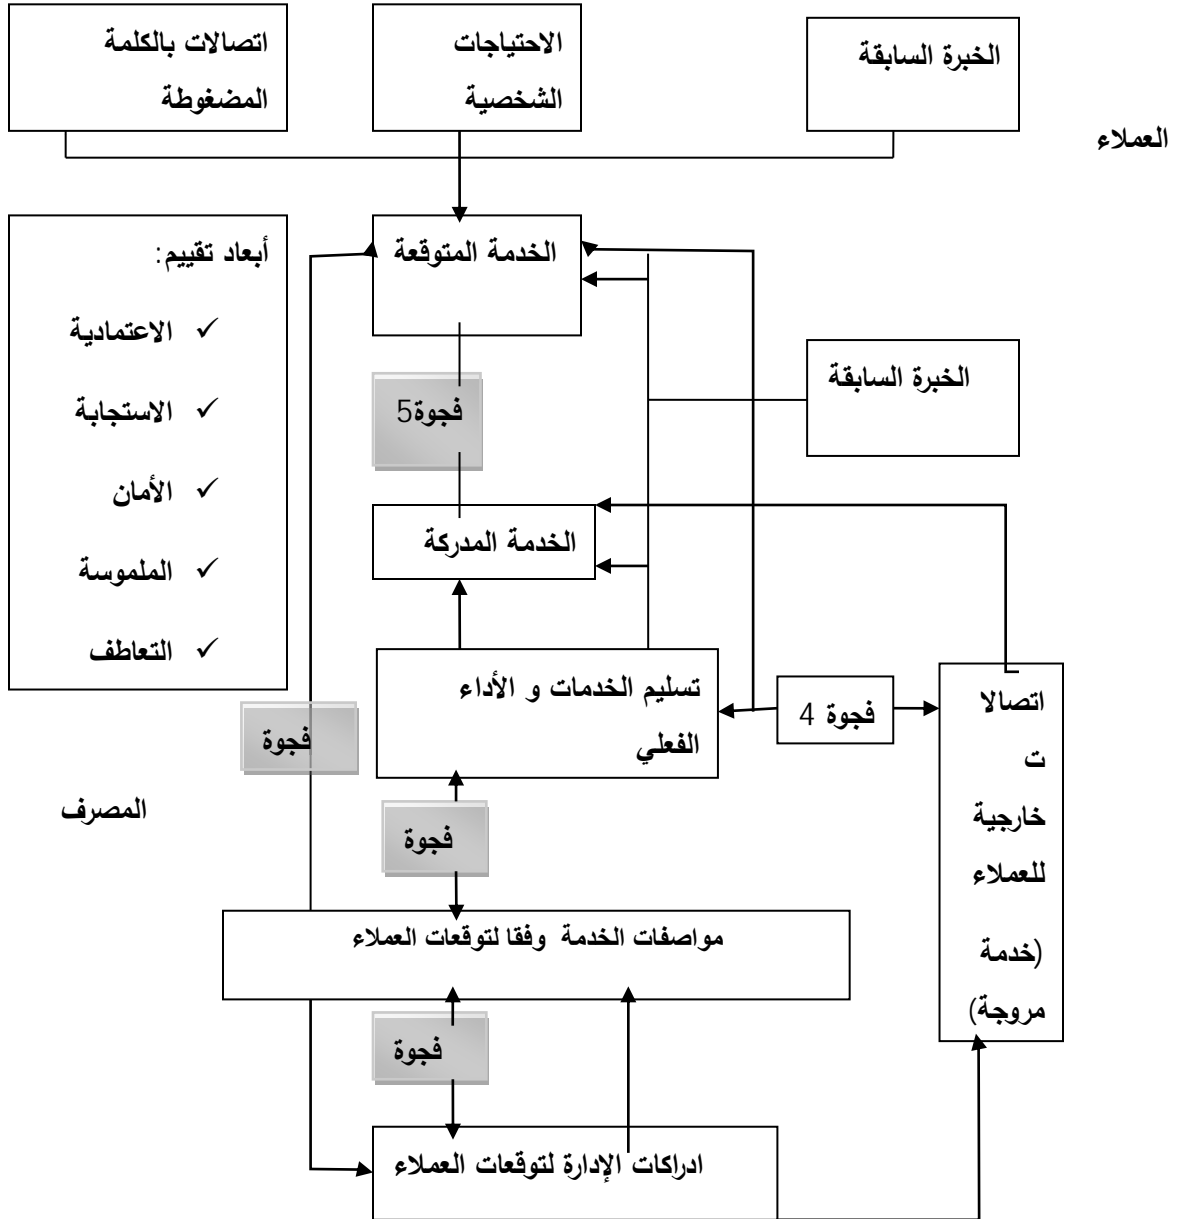 الخبرة السابقة
الاحتياجات
الشخصية
اتصالات بالكلمة
المضغوطة
العملاء
أبعاد تقييم:
✓ الاعتمادية
✓ الاستجابة
✓ الأمان
✓ الملموسة
✓ التعاطف
الخدمة المتوقعة
الخبرة السابقة
فجوة5
الخدمة المدركة
تسليم الخدمات و الأداء
الفعلي
فجوة 4
اتصالا
ت
خارجية
للعملاء
(خدمة
مروجة)
فجوة
المصرف
فجوة
مواصفات الخدمة وفقا لتوقعات العملاء
فجوة
ادراكات الإدارة لتوقعات العملاء